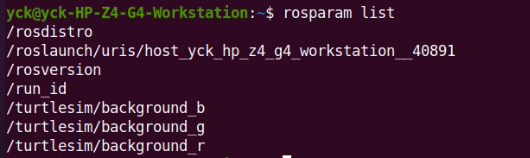 yck@yck-HP-Z4-G4-Workstation:~$ rosparam list
/rosdistro
/roslaunch/uris/host_yck_hp_z4_g4_workstation__40891
/rosversion
/run_id
/turtlesim/background_b
/turtlesim/background_g
/turtlesim/background_r